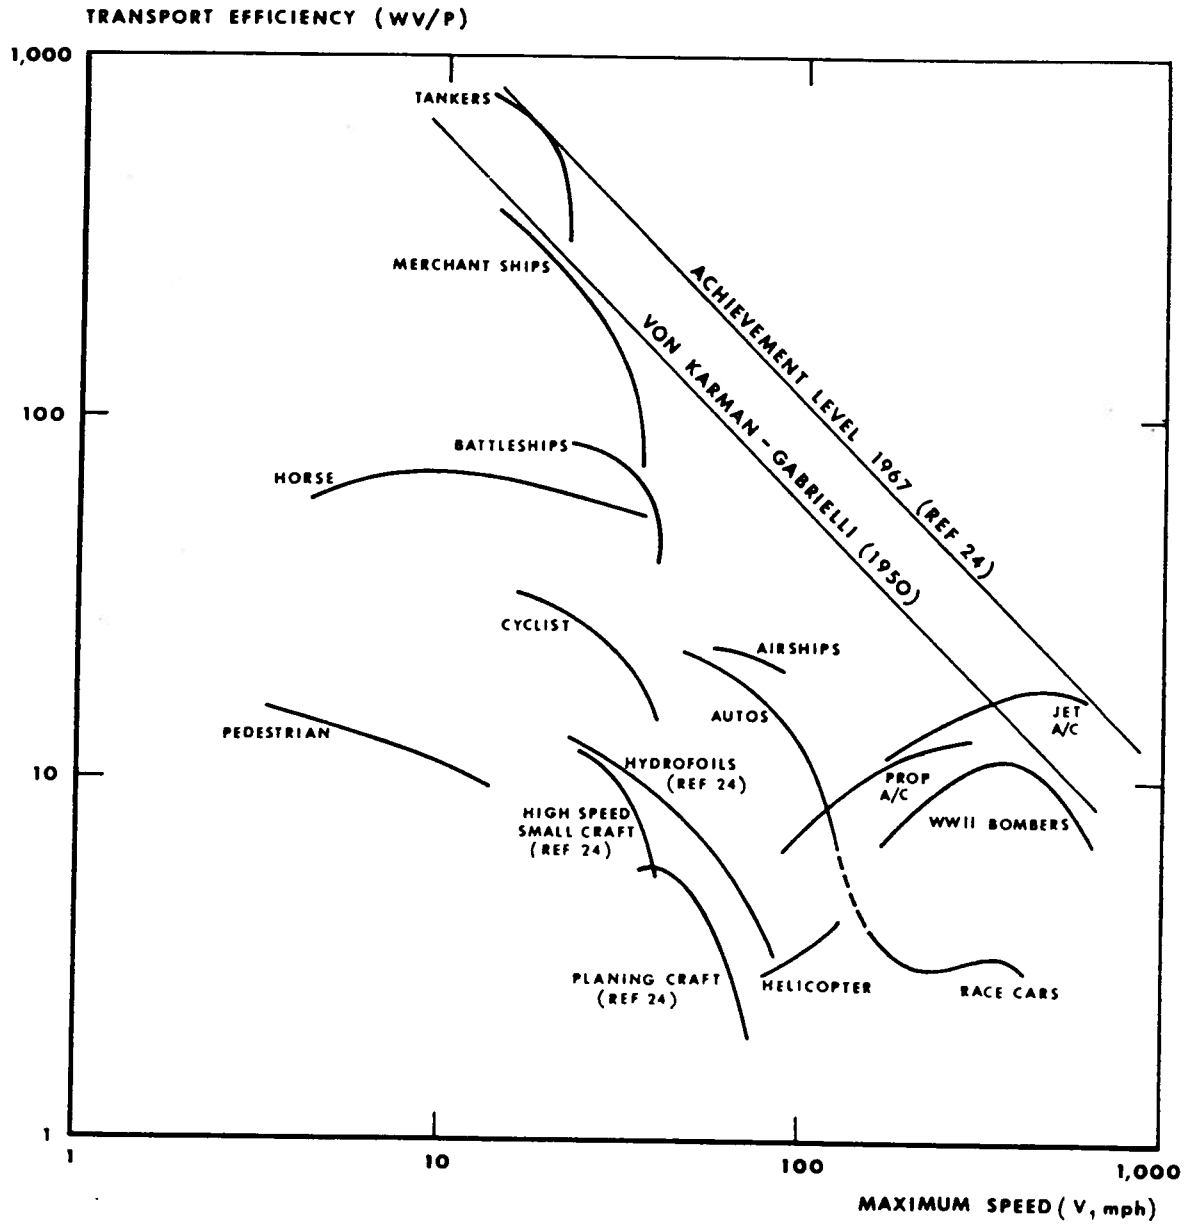 TRANSPORT EFFICIENCY (WV/P)
1,000
TANKERS
MERCHANT SHIPS
ACHIEVEMENT LEVEL 1967 (REF 24)
VON KARMAN - GABRIELLI (1950)
100
BATTLESHIPS
HORSE
CYCLIST
AIRSHIPS
AUTOS
JET
A/C
PEDESTRIAN
10
HYDROFOILS
(REF 24)
PROP
A/C
HIGH SPEED
SMALL CRAFT
(REF 24)
WWII BOMBERS
PLANING CRAFT
(REF 24)
HELICOPTER
RACE CARS
1
1
10
100
1,000
MAXIMUM SPEED (V, mph)